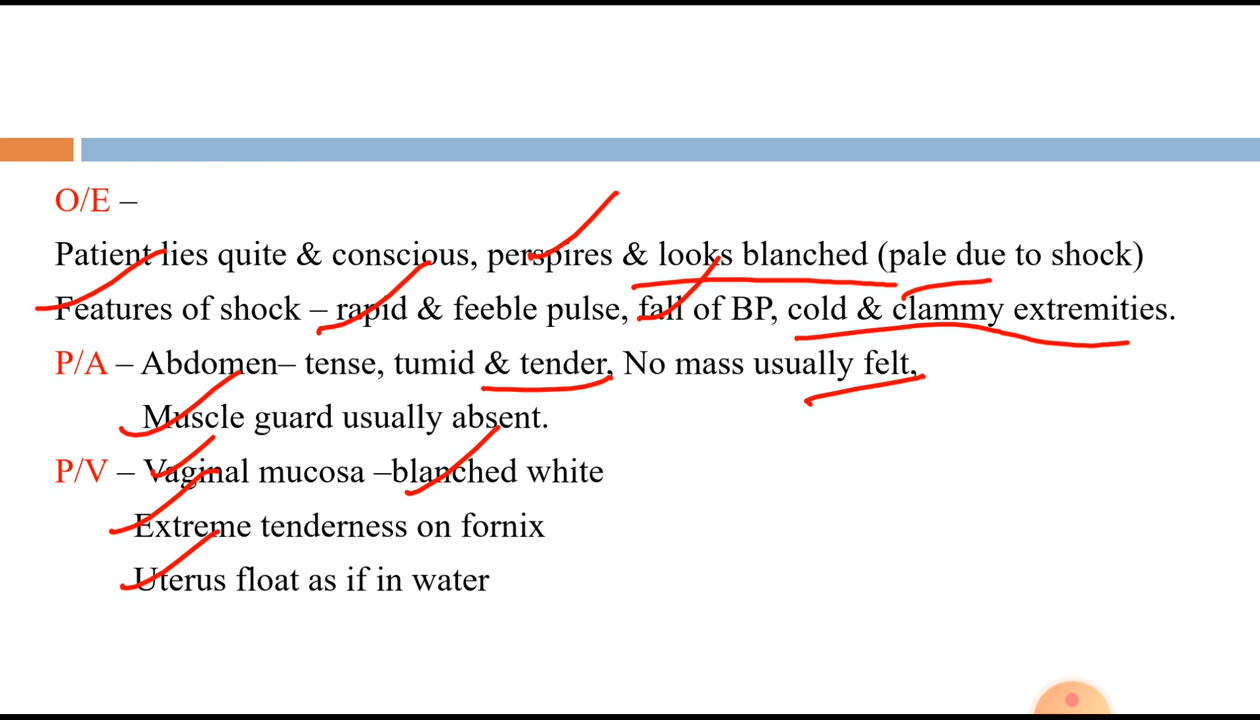 O/E –
Patient lies quite & conscious, perspires & looks blanched (pale due to shock)
Features of shock – rapid & feeble pulse, fall of BP, cold & clammy extremities.
P/A – Abdomen– tense, tumid & tender, No mass usually felt,
Muscle guard usually absent.
P/V – Vaginal mucosa –blanched white
Extreme tenderness on fornix
Uterus float as if in water